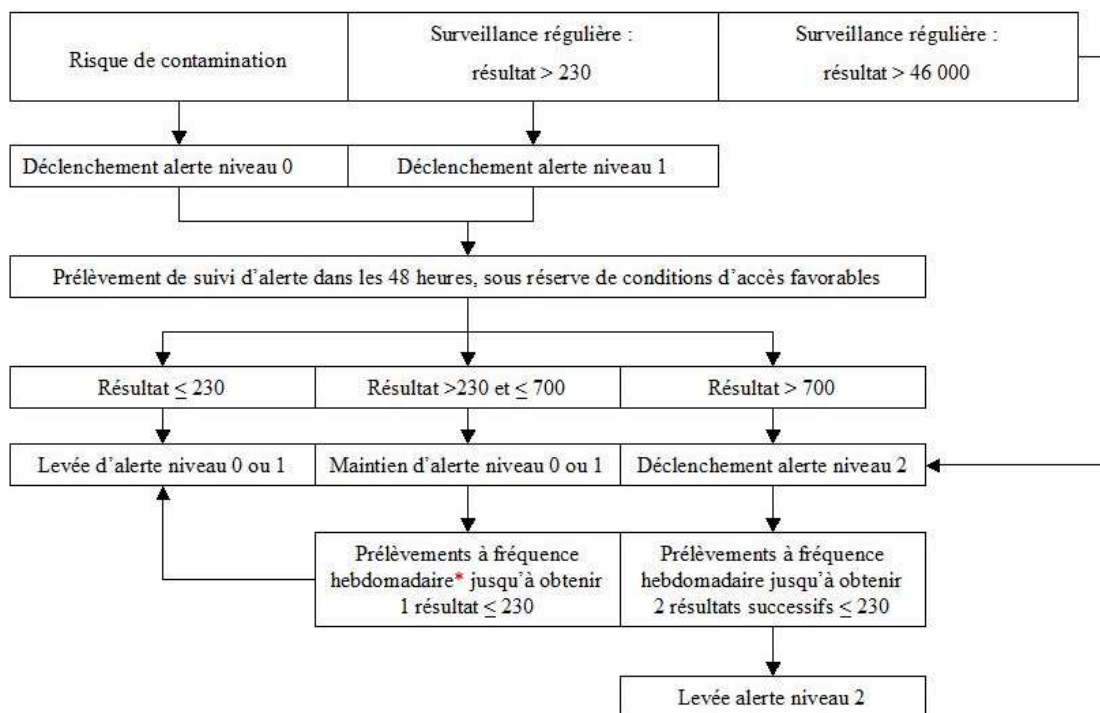 Risque de contamination
Surveillance régulière :
résultat > 230
Surveillance régulière :
résultat > 46 000
Déclenchement alerte niveau 0
Déclenchement alerte niveau 1
Prélèvement de suivi d'alerte dans les 48 heures, sous réserve de conditions d'accès favorables
Résultat ≤ 230
Résultat >230 et ≤ 700
Résultat > 700
Levée d'alerte niveau 0 ou 1
Maintien d'alerte niveau 0 ou 1
Déclenchement alerte niveau 2
Prélèvements à fréquence
hebdomadaire* jusqu'à obtenir
1 résultat ≤ 230
Prélèvements à fréquence
hebdomadaire jusqu'à obtenir
2 résultats successifs ≤ 230
Levée alerte niveau 2